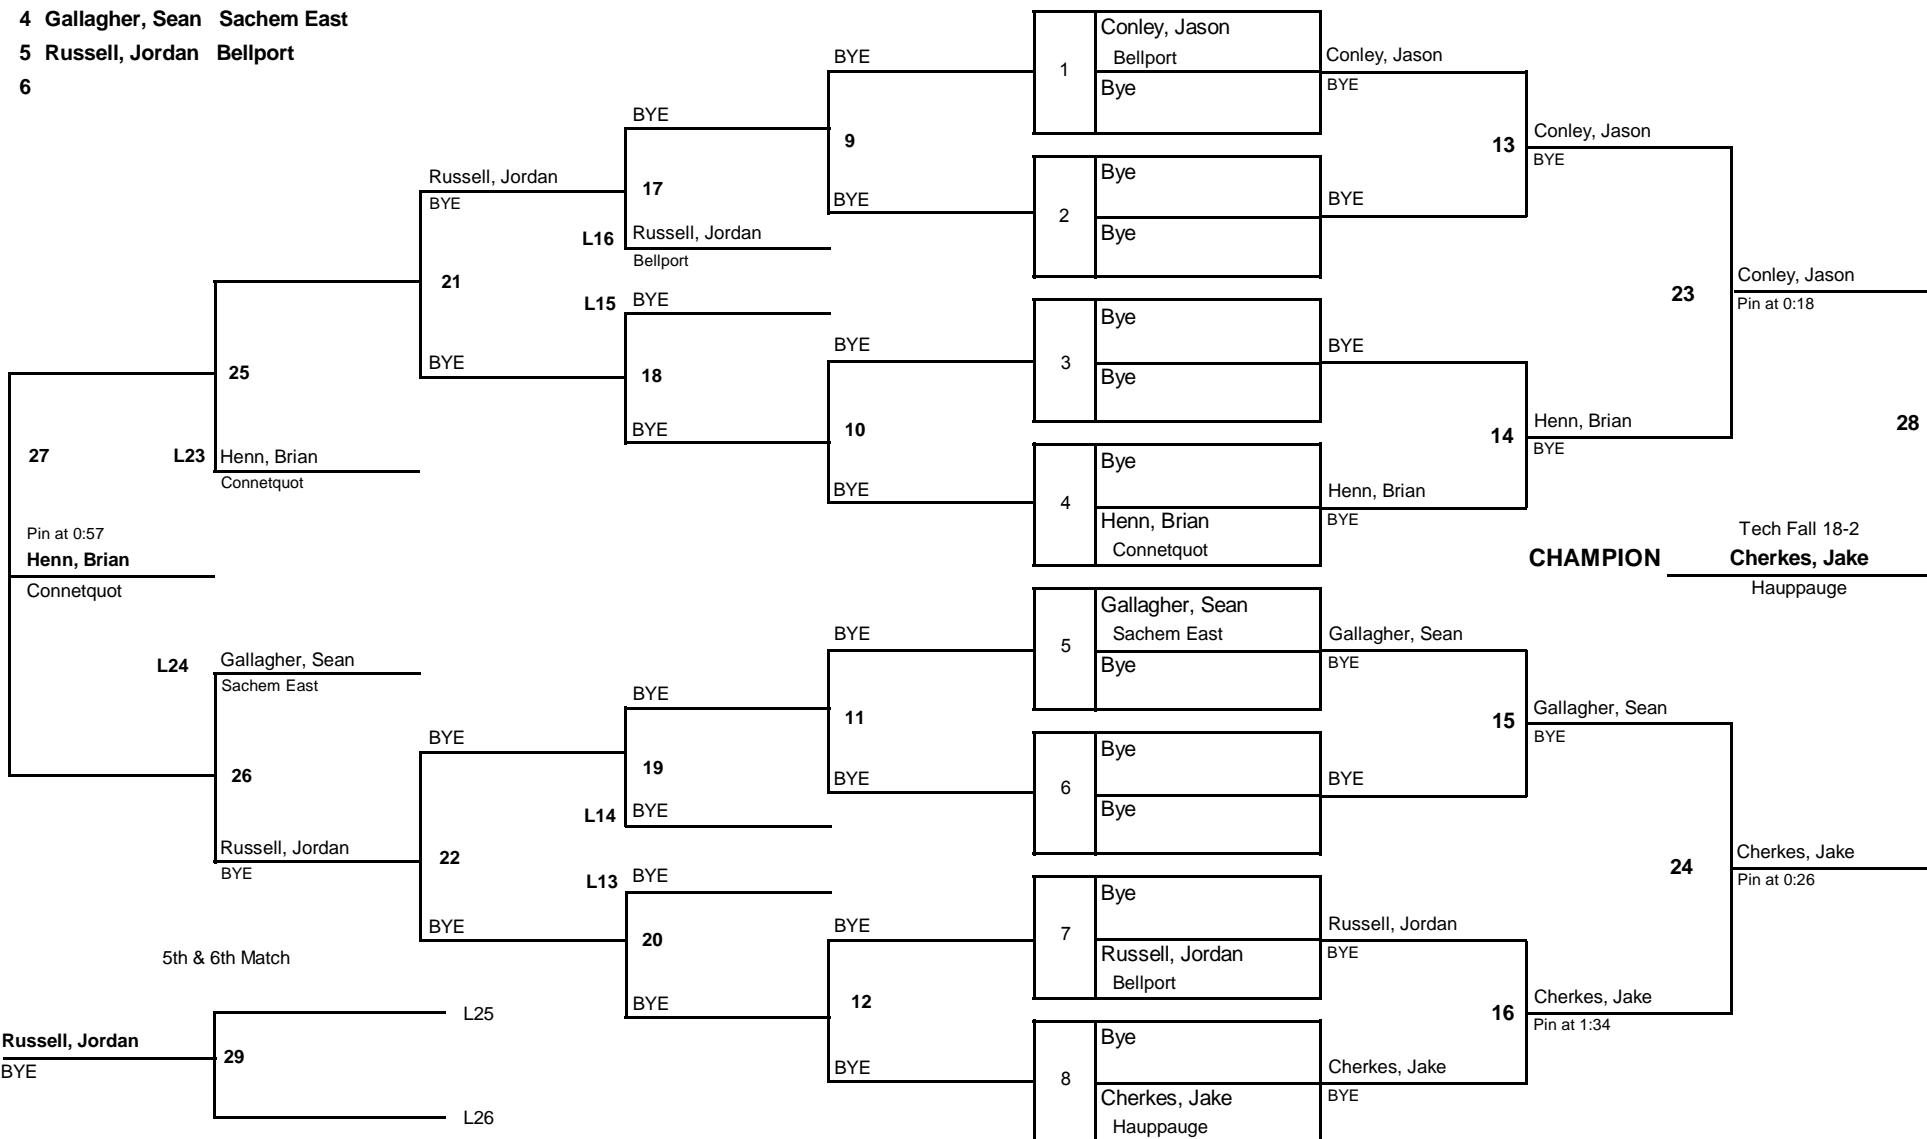 4 Gallagher, Sean Sachem East
5 Russell, Jordan Bellport
6
BYE
BYE
Russell, Jordan
BYE
17
L16 Russell, Jordan
Bellport
9
BYE
21
L15 BYE
BYE
18
BYE
BYE
10
BYE
25
L23 Henn, Brian
Connetquot
27
Pin at 0:57
Henn, Brian
Connetquot
L24 Gallagher, Sean
Sachem East
26
Russell, Jordan
BYE
BYE
22
BYE
BYE
19
L14 BYE
L13 BYE
20
BYE
BYE
11
BYE
BYE
12
BYE
5th & 6th Match
L25
Russell, Jordan
BYE
29
L26
1
Conley, Jason
Bellport
Bye
2
Bye
Bye
3
Bye
Bye
4
Bye
Henn, Brian
Connetquot
5
Gallagher, Sean
Sachem East
Bye
6
Bye
Bye
7
Bye
Russell, Jordan
Bellport
8
Bye
Cherkes, Jake
Hauppauge
Conley, Jason
BYE
13
BYE
BYE
14
Henn, Brian
BYE
Gallagher, Sean
BYE
15
BYE
Russell, Jordan
BYE
16
Cherkes, Jake
BYE
Conley, Jason
BYE
23
Henn, Brian
BYE
Gallagher, Sean
BYE
24
Cherkes, Jake
Pin at 1:34
Conley, Jason
Pin at 0:18
28
Tech Fall 18-2
CHAMPION Cherkes, Jake
Hauppauge
Cherkes, Jake
Pin at 0:26